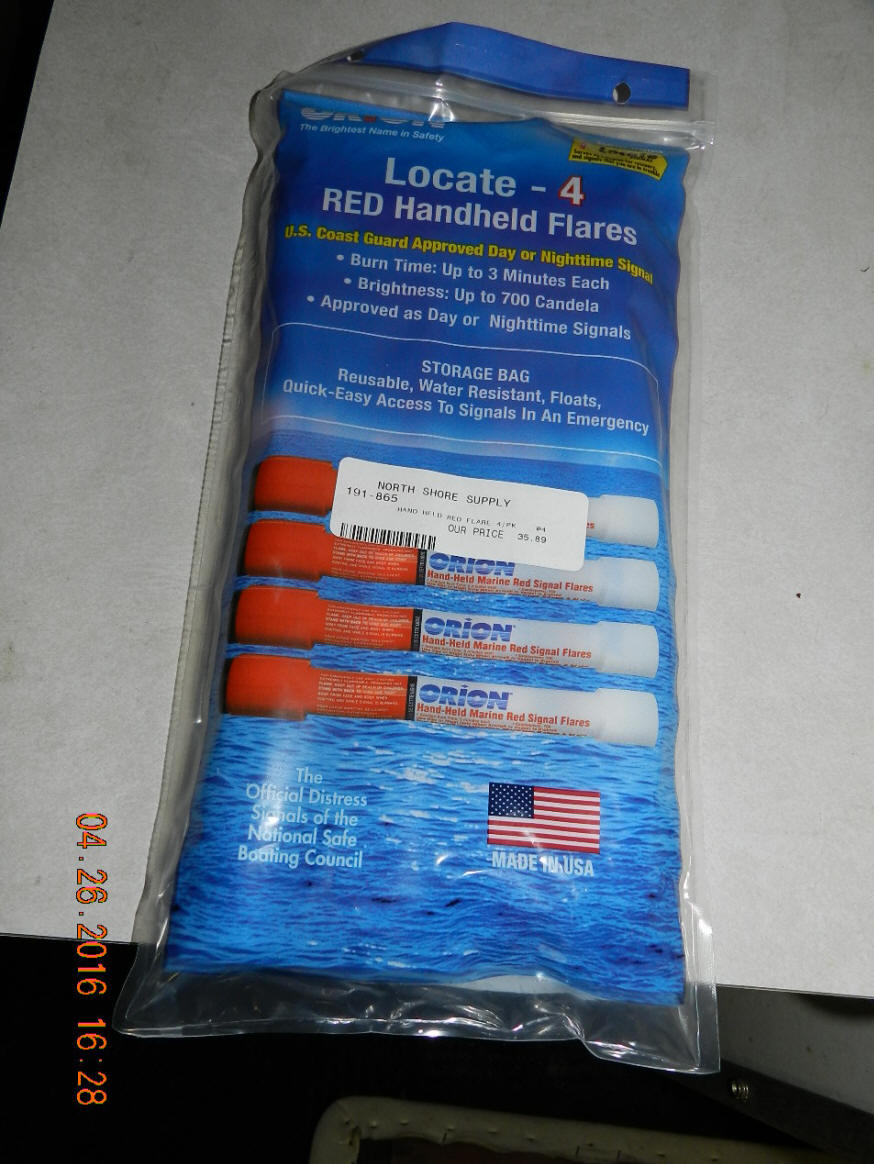 ORION
The Brightest Name in Safety
Locate - 4
RED Handheld Flares
U.S. Coast Guard Approved Day or Nighttime Signal
• Burn Time: Up to 3 Minutes Each
• Brightness: Up to 700 Candela
• Approved as Day or Nighttime Signals
STORAGE BAG
Reusable, Water Resistant, Floats,
Quick-Easy Access To Signals In An Emergency
NORTH SHORE SUPPLY
191-865
HAND HELD RED FLARE 4/PK 04
OUR PRICE 35.89
ORION
Hand-Held Marine Red Signal Flares
ORION
Hand-Held Marine Red Signal Flares
ORION
Hand-Held Marine Red Signal Flares
The
Official Distress
Signals of the
National Safe
Boating Council
MADE IN USA
04.26.2016 16:28